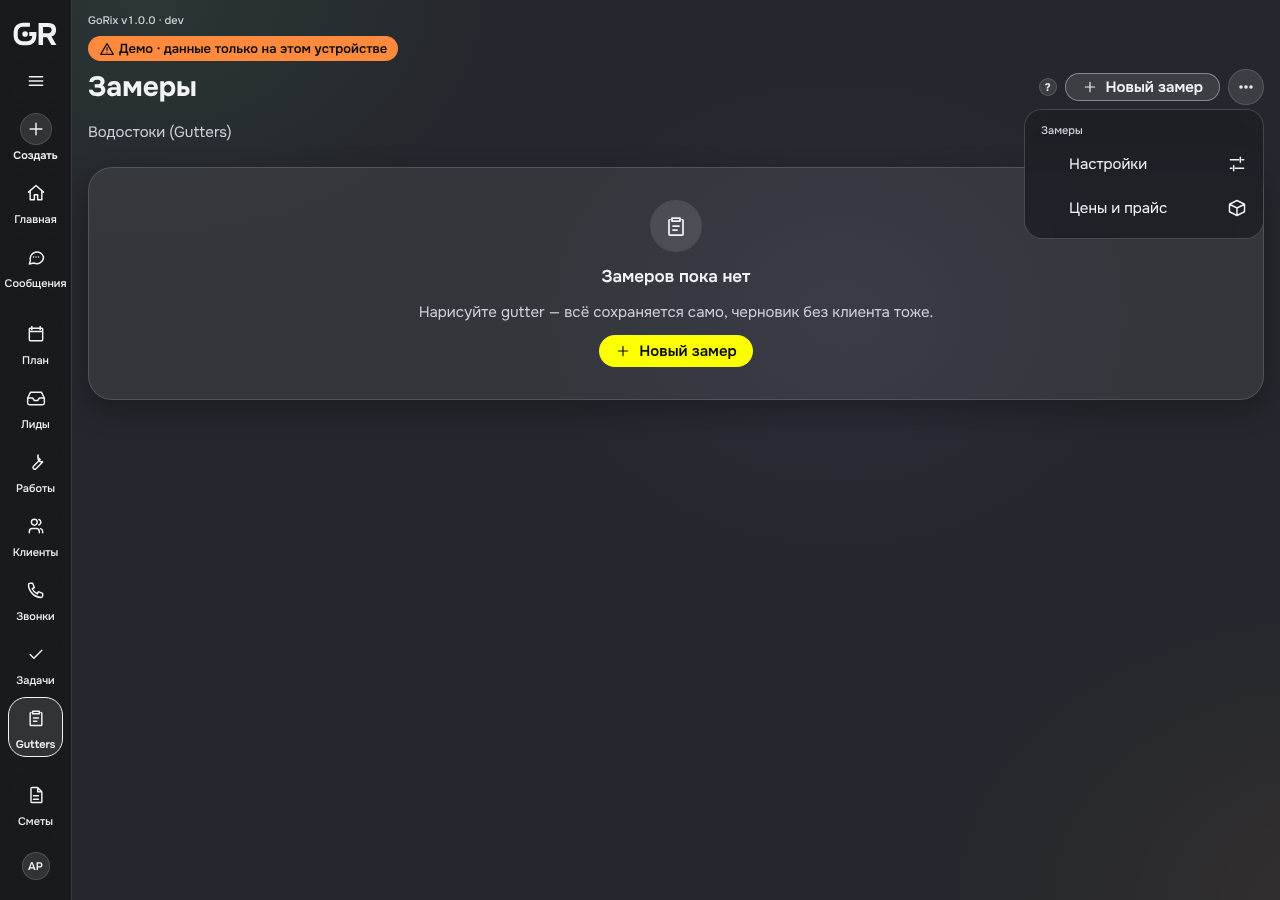 GR
GoRix v1.0.0 · dev
Демо · данные только на этом устройстве
Замеры
?
Новый замер
Водостоки (Gutters)
Замеры
Настройки
Цены и прайс
Замеров пока нет
Нарисуйте gutter — всё сохраняется само, черновик без клиента тоже.
Новый замер
Создать
Главная
Сообщения
План
Лиды
Работы
Клиенты
Звонки
Задачи
Gutters
Сметы
AP